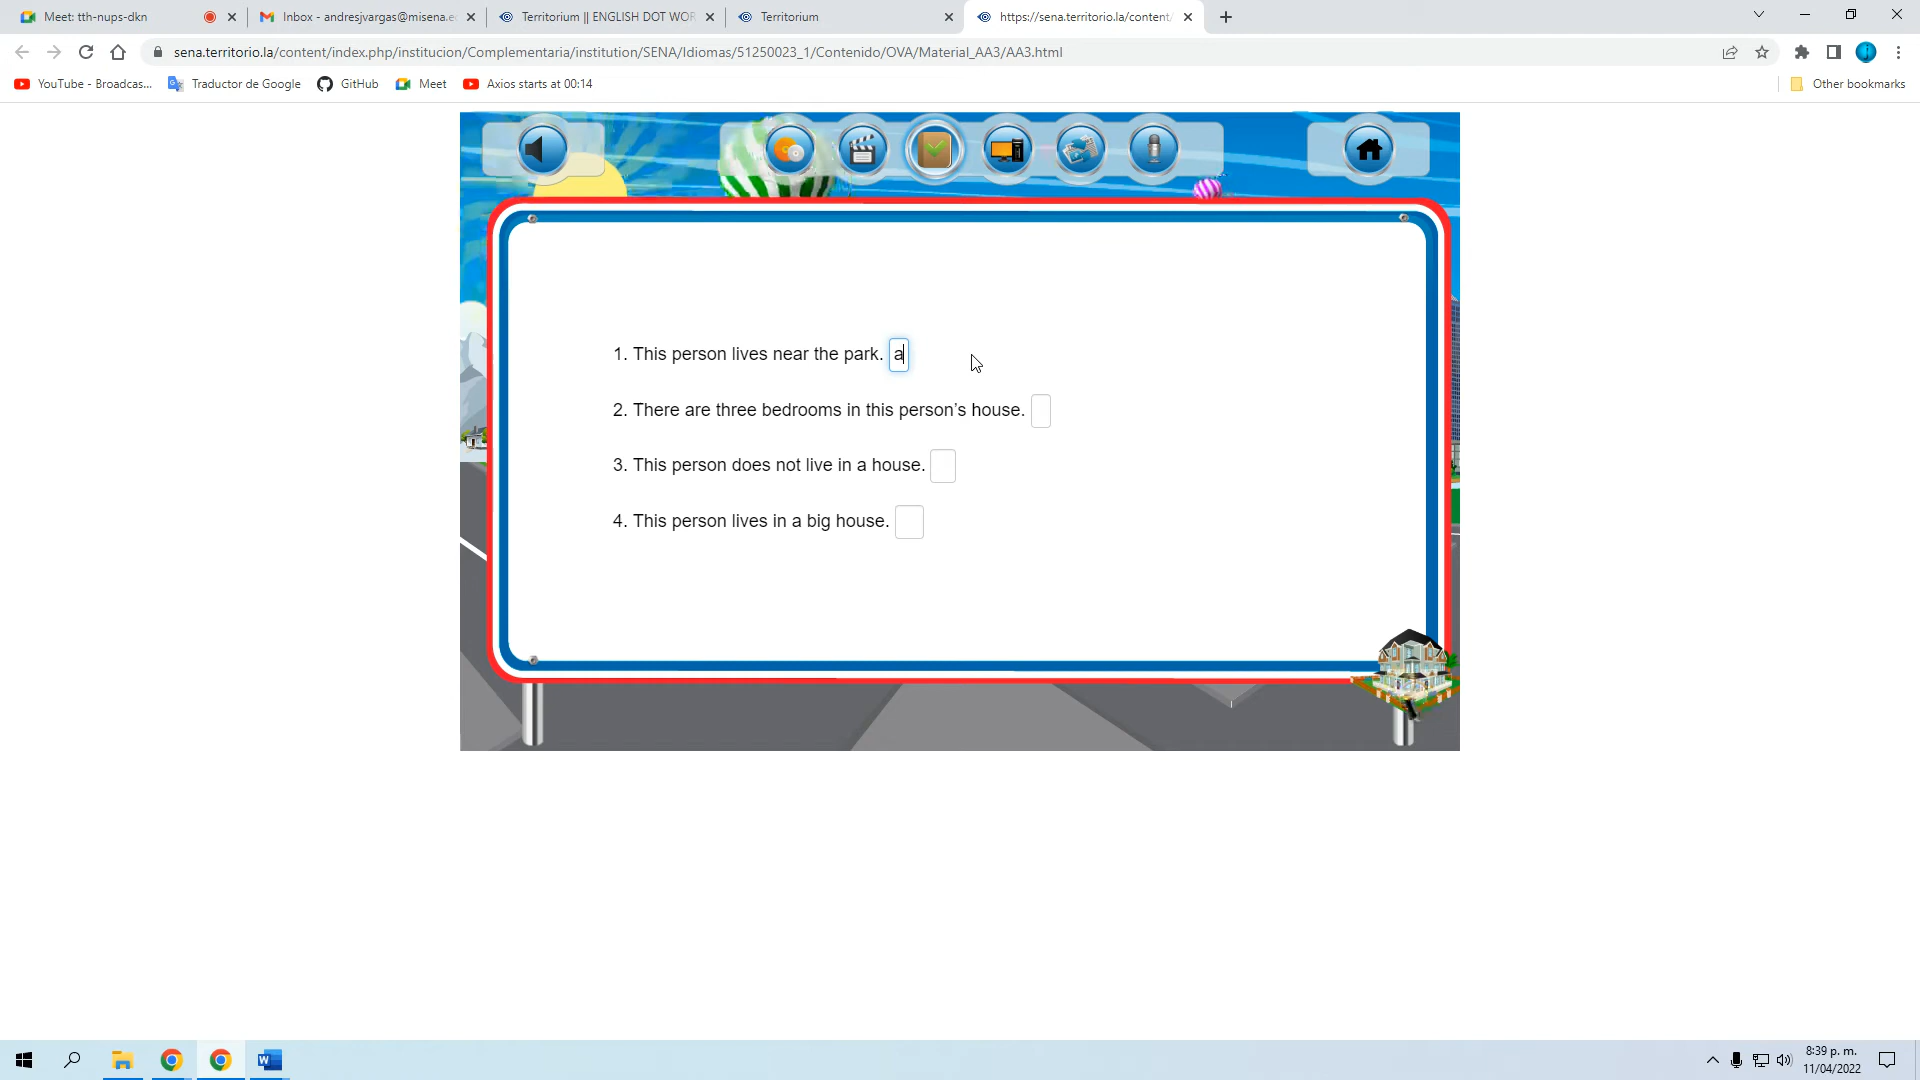 Meet: tth-nups-dkn
Inbox - andresjvargas@misena.e
Territorium || ENGLISH DOT WOR
Territorium
https://sena.territorio.la/content/
sena.territorio.la/content/index.php/institucion/Complementaria/institution/SENA/Idiomas/51250023_1/Contenido/OVA/Material_AA3/AA3.html
YouTube - Broadcas...
Traductor de Google
GitHub
Meet
Axios starts at 00:14
Other bookmarks
1. This person lives near the park. a
2. There are three bedrooms in this person’s house.
3. This person does not live in a house.
4. This person lives in a big house.
8:39 p. m.
11/04/2022